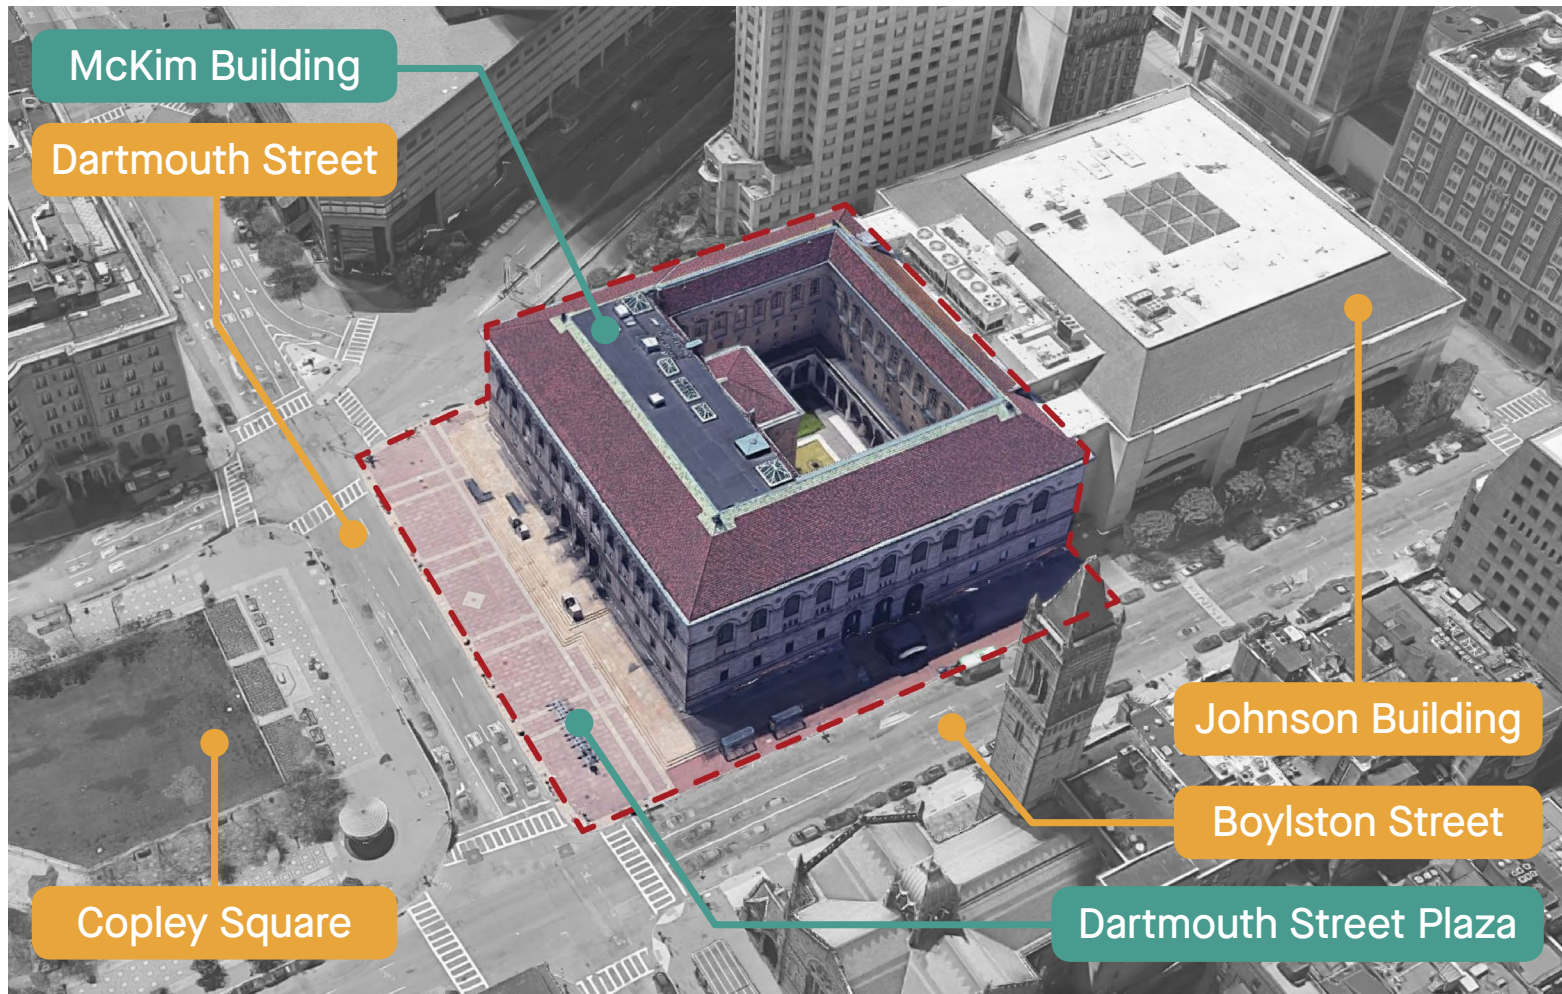 McKim Building
Dartmouth Street
Johnson Building
Boylston Street
Copley Square
Dartmouth Street Plaza